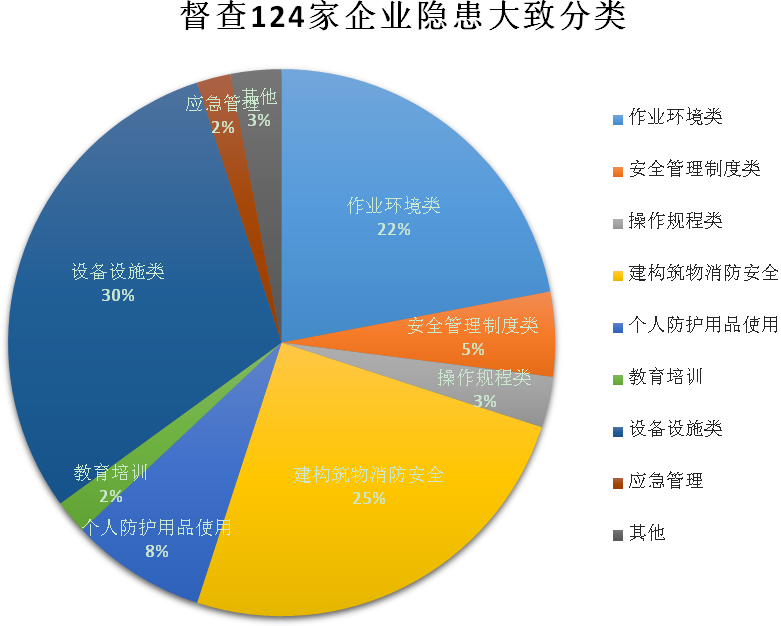 督查124家企业隐患大致分类
应急管理
2%
其他
3%
作业环境类
22%
设备设施类
30%
安全管理制度类
5%
操作规程类
3%
教育培训
2%
建构筑物消防安全
25%
个人防护用品使用
8%
作业环境类
安全管理制度类
操作规程类
建构筑物消防安全
个人防护用品使用
教育培训
设备设施类
应急管理
其他